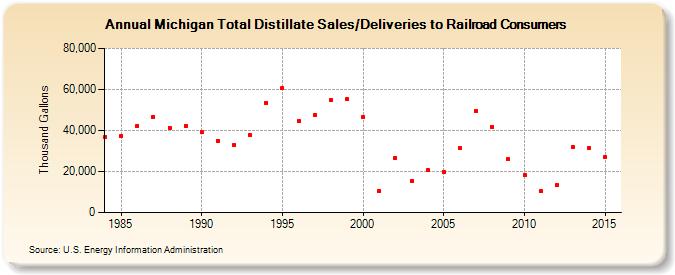 Annual Michigan Total Distillate Sales/Deliveries to Railroad Consumers
Thousand Gallons
80,000
60,000
40,000
20,000
0
1985 1990 1995 2000 2005 2010 2015
Source: U.S. Energy Information Administration